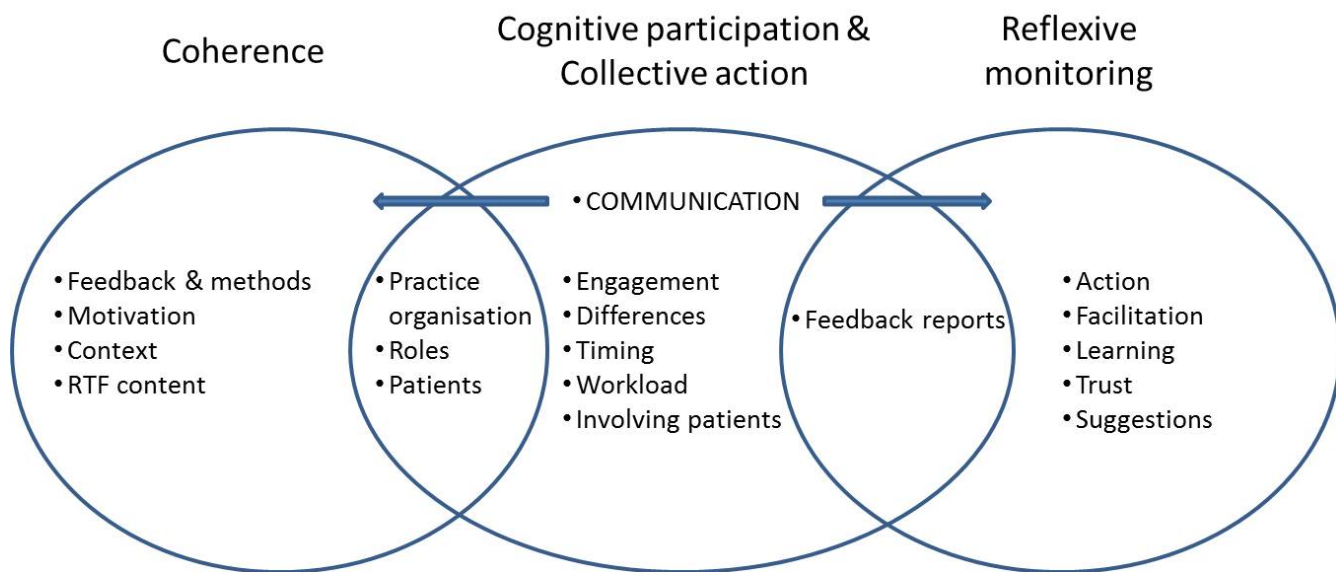 Coherence
Cognitive participation &
Collective action
Reflexive
monitoring
• COMMUNICATION
• Feedback & methods
• Motivation
• Context
• RTF content
• Practice
organisation
• Roles
• Patients
• Engagement
• Differences
• Timing
• Workload
• Involving patients
• Feedback reports
• Action
• Facilitation
• Learning
• Trust
• Suggestions